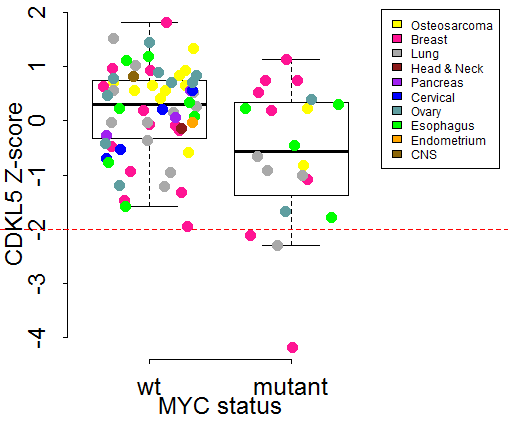 2
1
0
-1
-2
-3
-4
CDKL5 Z-score
wt mutant
MYC status
Osteosarcoma
Breast
Lung
Head & Neck
Pancreas
Cervical
Ovary
Esophagus
Endometrium
CNS